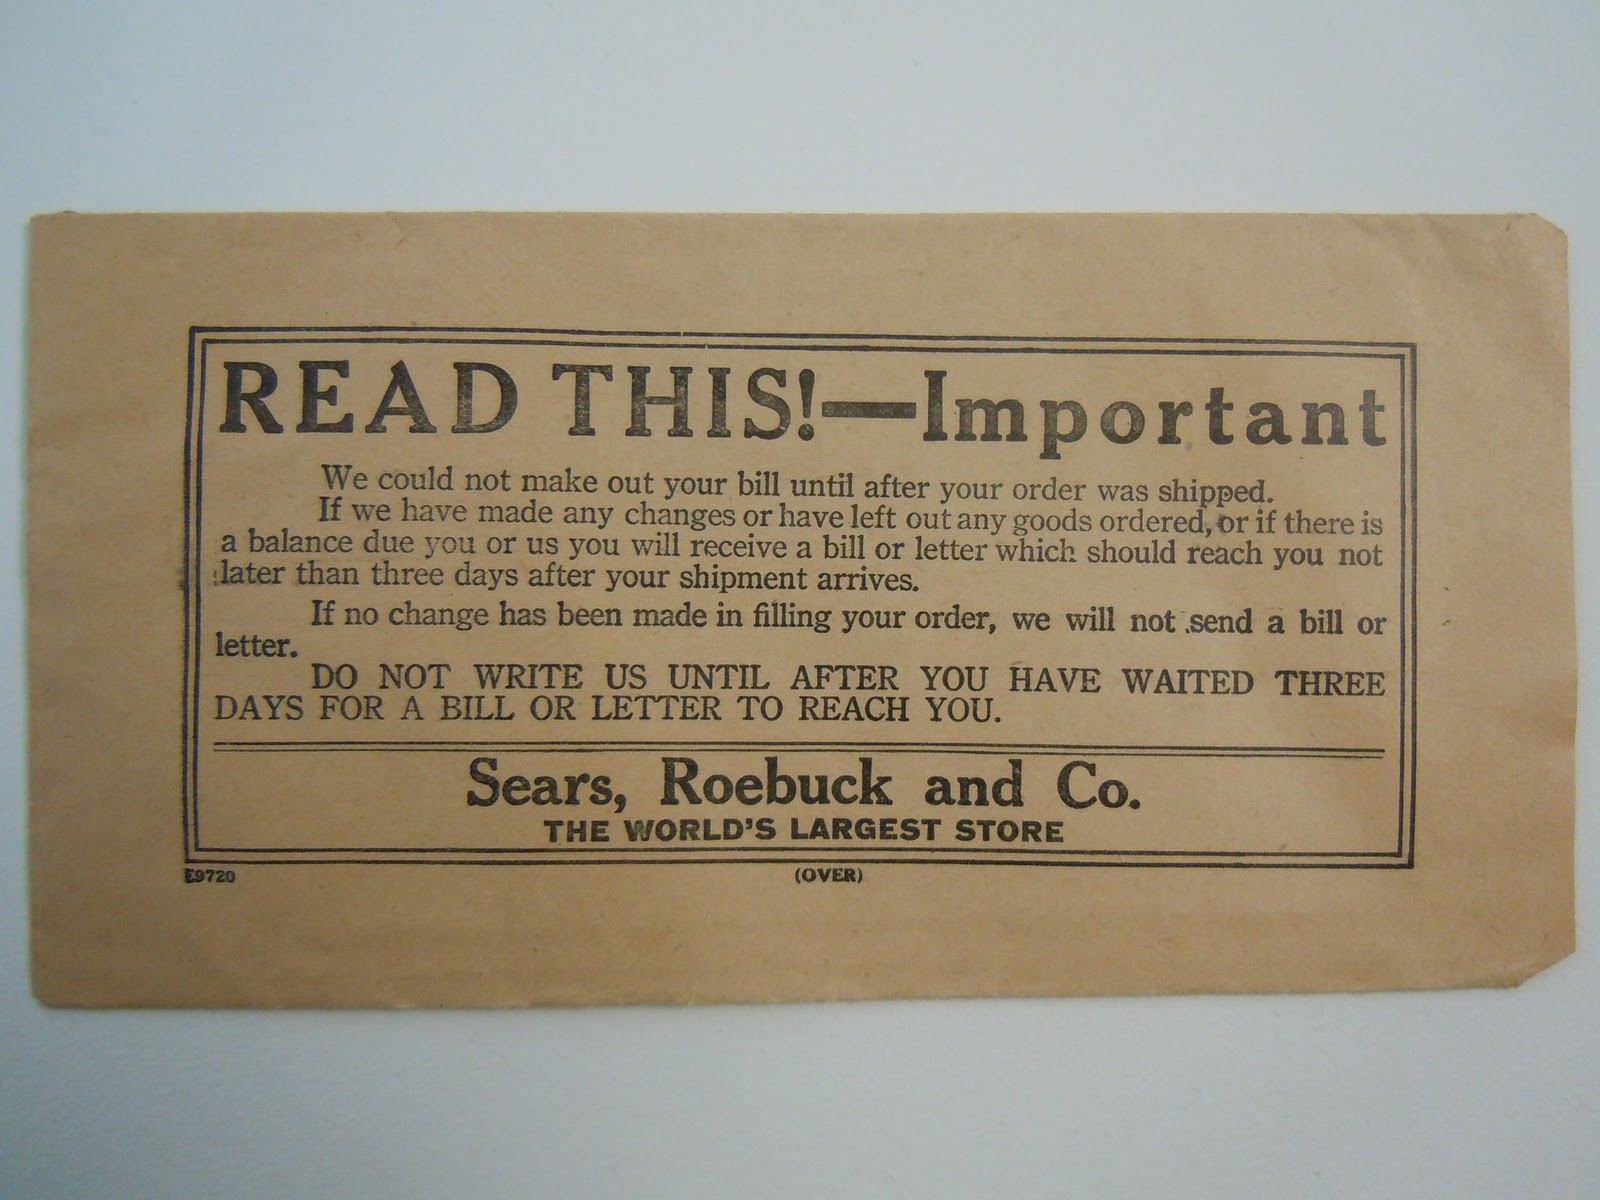 READ THIS!—Important
We could not make out your bill until after your order was shipped.
If we have made any changes or have left out any goods ordered, or if there is
a balance due you or us you will receive a bill or letter which should reach you not
later than three days after your shipment arrives.
If no change has been made in filling your order, we will not send a bill or
letter.
DO NOT WRITE US UNTIL AFTER YOU HAVE WAITED THREE
DAYS FOR A BILL OR LETTER TO REACH YOU.
Sears, Roebuck and Co.
THE WORLD'S LARGEST STORE
E9720 (OVER)